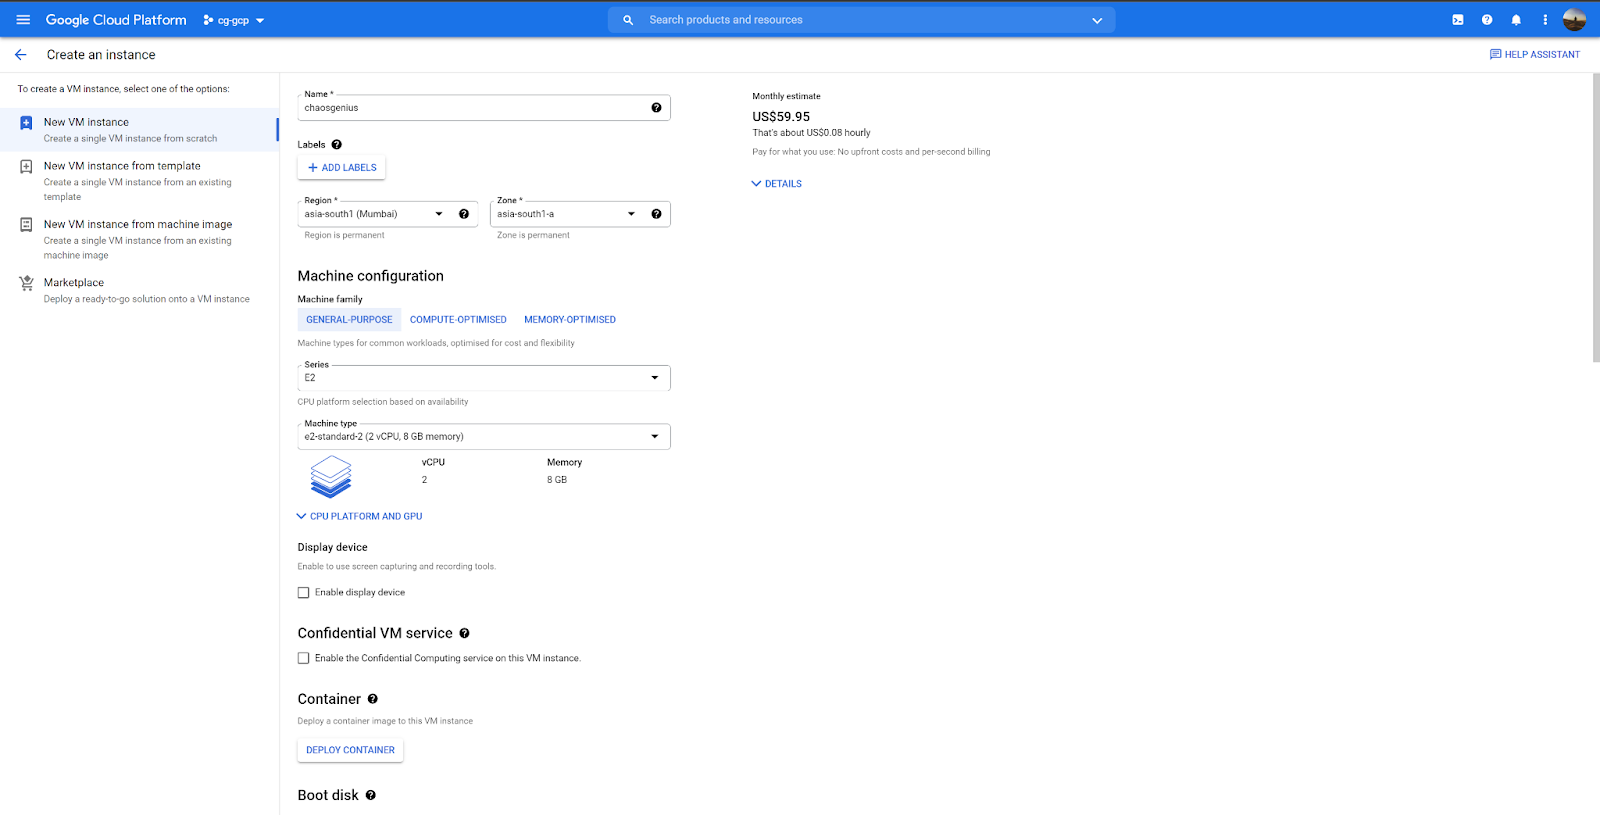 Google Cloud Platform
cg-gcp
Search products and resources
Create an instance
HELP ASSISTANT
To create a VM instance, select one of the options:
New VM instance
Create a single VM instance from scratch
New VM instance from template
Create a single VM instance from an existing
template
New VM instance from machine image
Create a single VM instance from an existing
machine image
Marketplace
Deploy a ready-to-go solution onto a VM instance
Name *
chaosgenius
Labels
ADD LABELS
Region *
asia-south1 (Mumbai)
Region is permanent
Zone *
asia-south1-a
Zone is permanent
Machine configuration
Machine family
GENERAL-PURPOSE
COMPUTE-OPTIMISED
MEMORY-OPTIMISED
Machine types for common workloads, optimised for cost and flexibility
Series
E2
CPU platform selection based on availability
Machine type
e2-standard-2 (2 vCPU, 8 GB memory)
vCPU
2
Memory
8 GB
CPU PLATFORM AND GPU
Display device
Enable to use screen capturing and recording tools.
Enable display device
Confidential VM service
Enable the Confidential Computing service on this VM instance.
Container
Deploy a container image to this VM instance
DEPLOY CONTAINER
Boot disk
Monthly estimate
US$59.95
That's about US$0.08 hourly
Pay for what you use: No upfront costs and per-second billing
DETAILS